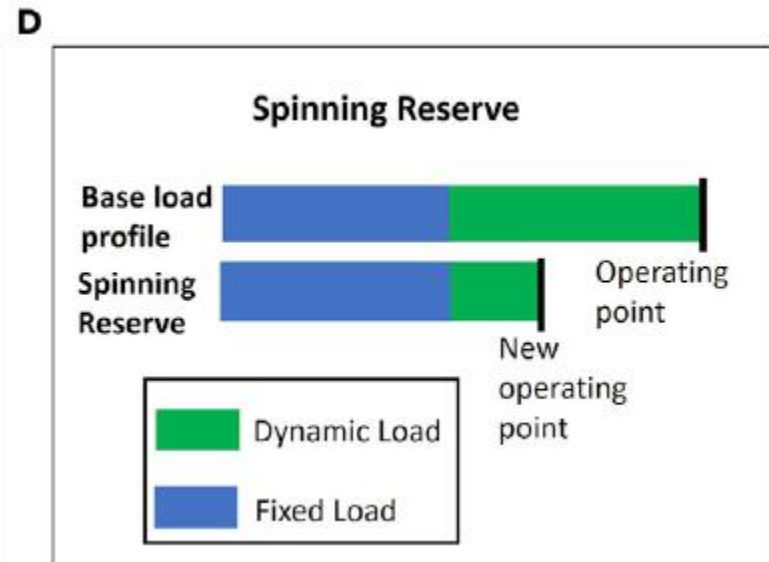 D
Spinning Reserve
Base load
profile
Operating
point
Spinning
Reserve
New
operating
point
Dynamic Load
Fixed Load